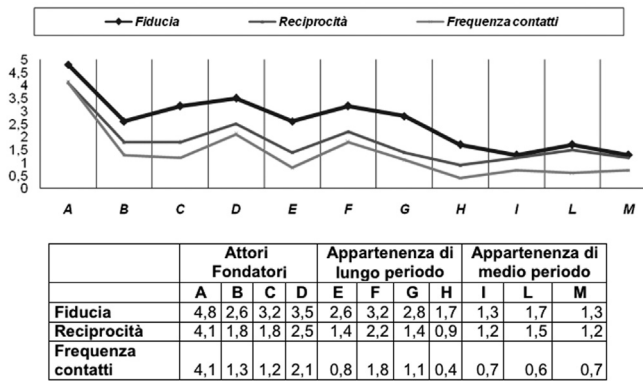 Fiducia Reciprocità Frequenza contatti
4,5
4
3,5
3
2,5
2
1,5
1
0,5
0
A B C D E F G H I L M
Attori Fondatori Appartenenza di lungo periodo Appartenenza di medio periodo
A B C D E F G H I L M
Fiducia 4,8 2,6 3,2 3,5 2,6 3,2 2,8 1,7 1,3 1,7 1,3
Reciprocità 4,1 1,8 1,8 2,5 1,4 2,2 1,4 0,9 1,2 1,5 1,2
Frequenza contatti 4,1 1,3 1,2 2,1 0,8 1,8 1,1 0,4 0,7 0,6 0,7